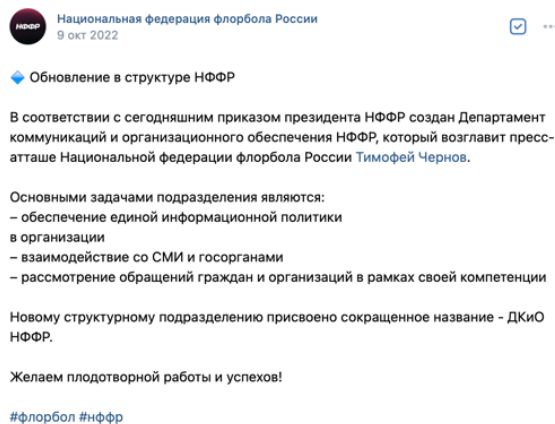 НФФР
Национальная федерация флорбола России
9 окт 2022
Обновление в структуре НФФР
В соответствии с сегодняшним приказом президента НФФР создан Департамент
коммуникаций и организационного обеспечения НФФР, который возглавит пресс-
атташе Национальной федерации флорбола России Тимофей Чернов.
Основными задачами подразделения являются:
– обеспечение единой информационной политики
в организации
– взаимодействие со СМИ и госорганами
– рассмотрение обращений граждан и организаций в рамках своей компетенции
Новому структурному подразделению присвоено сокращенное название - ДКиО
НФФР.
Желаем плодотворной работы и успехов!
#флорбол #нффр